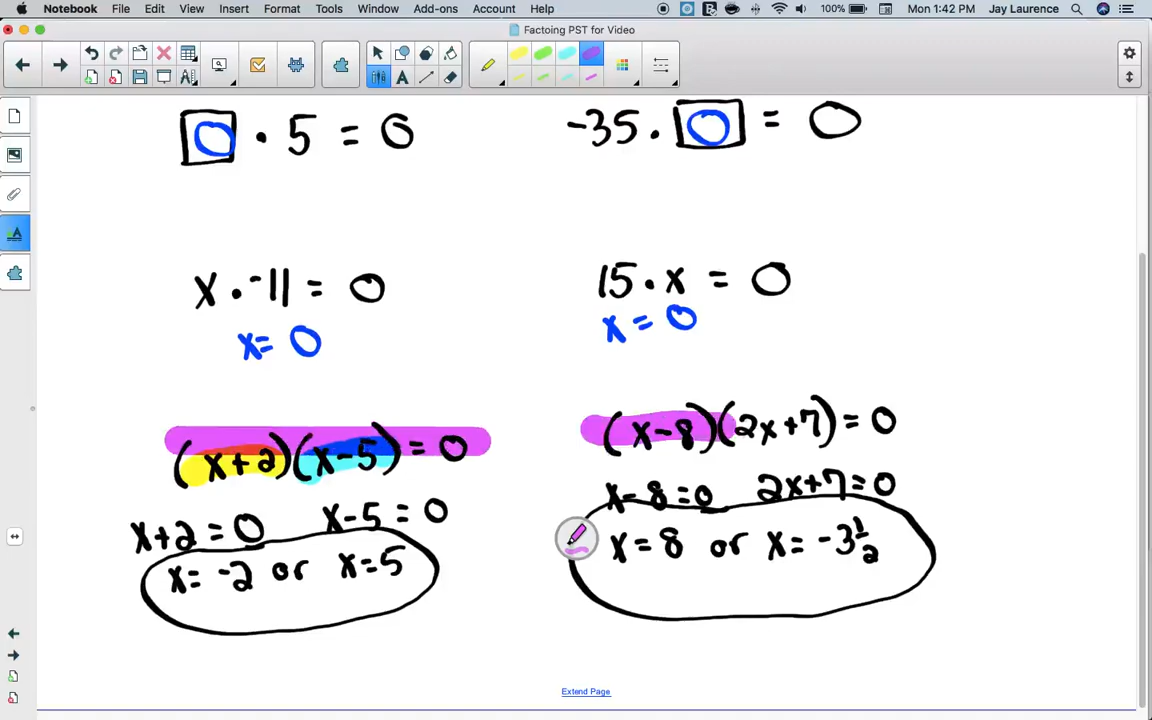 Notebook File Edit View Insert Format Tools Window Add-ons Account Help 100% Mon 1:42 PM Jay Laurence
Factoing PST for Video
0 · 5 = 0
-35 · 0 = 0
x · -11 = 0
x = 0
15 · x = 0
x = 0
(x+2)(x-5) = 0
x+2 = 0 x-5 = 0
x = -2 or x=5
(x-8)(2x+7) = 0
x-8=0 2x+7=0
x=8 or x= -3 1/2
Extend Page